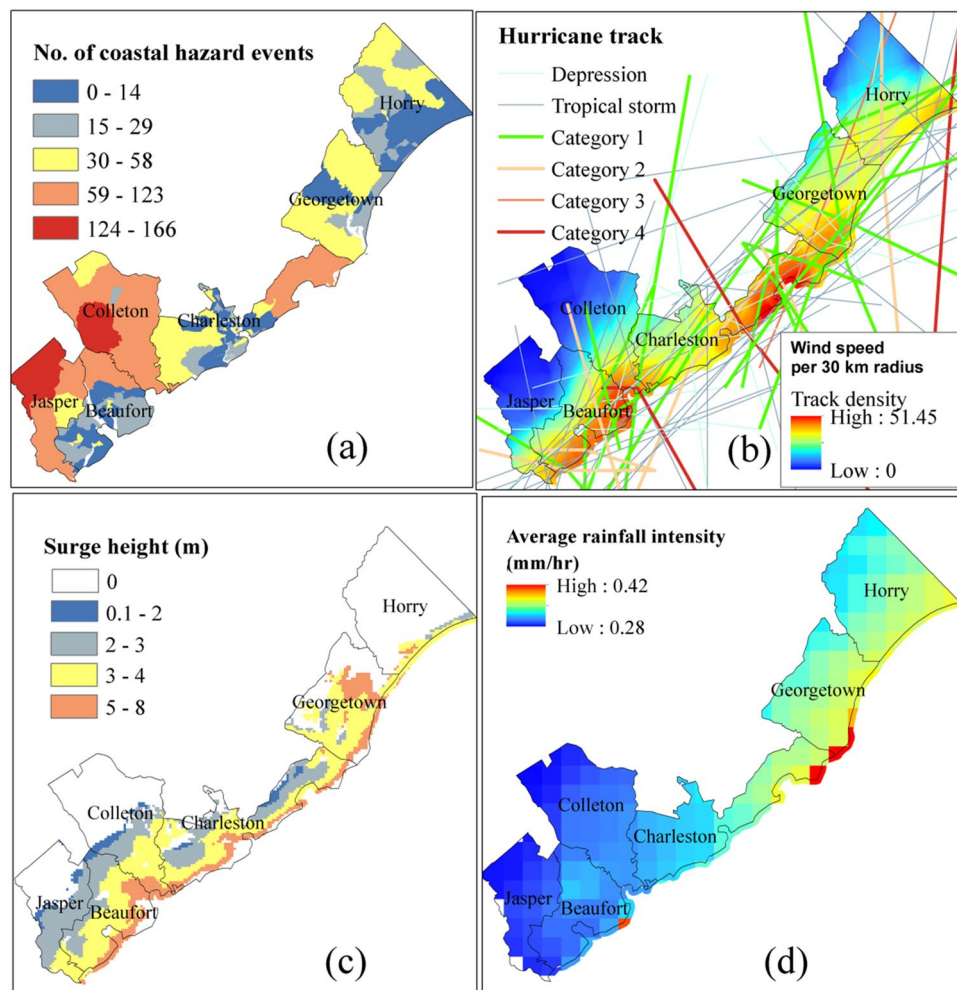 No. of coastal hazard events
0 - 14
15 - 29
30 - 58
59 - 123
124 - 166
Horry
Georgetown
Colleton
Charleston
Jasper
Beaufort
(a)
Hurricane track
Depression
Tropical storm
Category 1
Category 2
Category 3
Category 4
Horry
Georgetown
Colleton
Charleston
Jasper
Beaufort
(b)
Wind speed
per 30 km radius
Track density
High : 51.45
Low : 0
Surge height (m)
0
0.1 - 2
2 - 3
3 - 4
5 - 8
Horry
Georgetown
Colleton
Charleston
Jasper
Beaufort
(c)
Average rainfall intensity
(mm/hr)
High : 0.42
Low : 0.28
Horry
Georgetown
Colleton
Charleston
Jasper
Beaufort
(d)